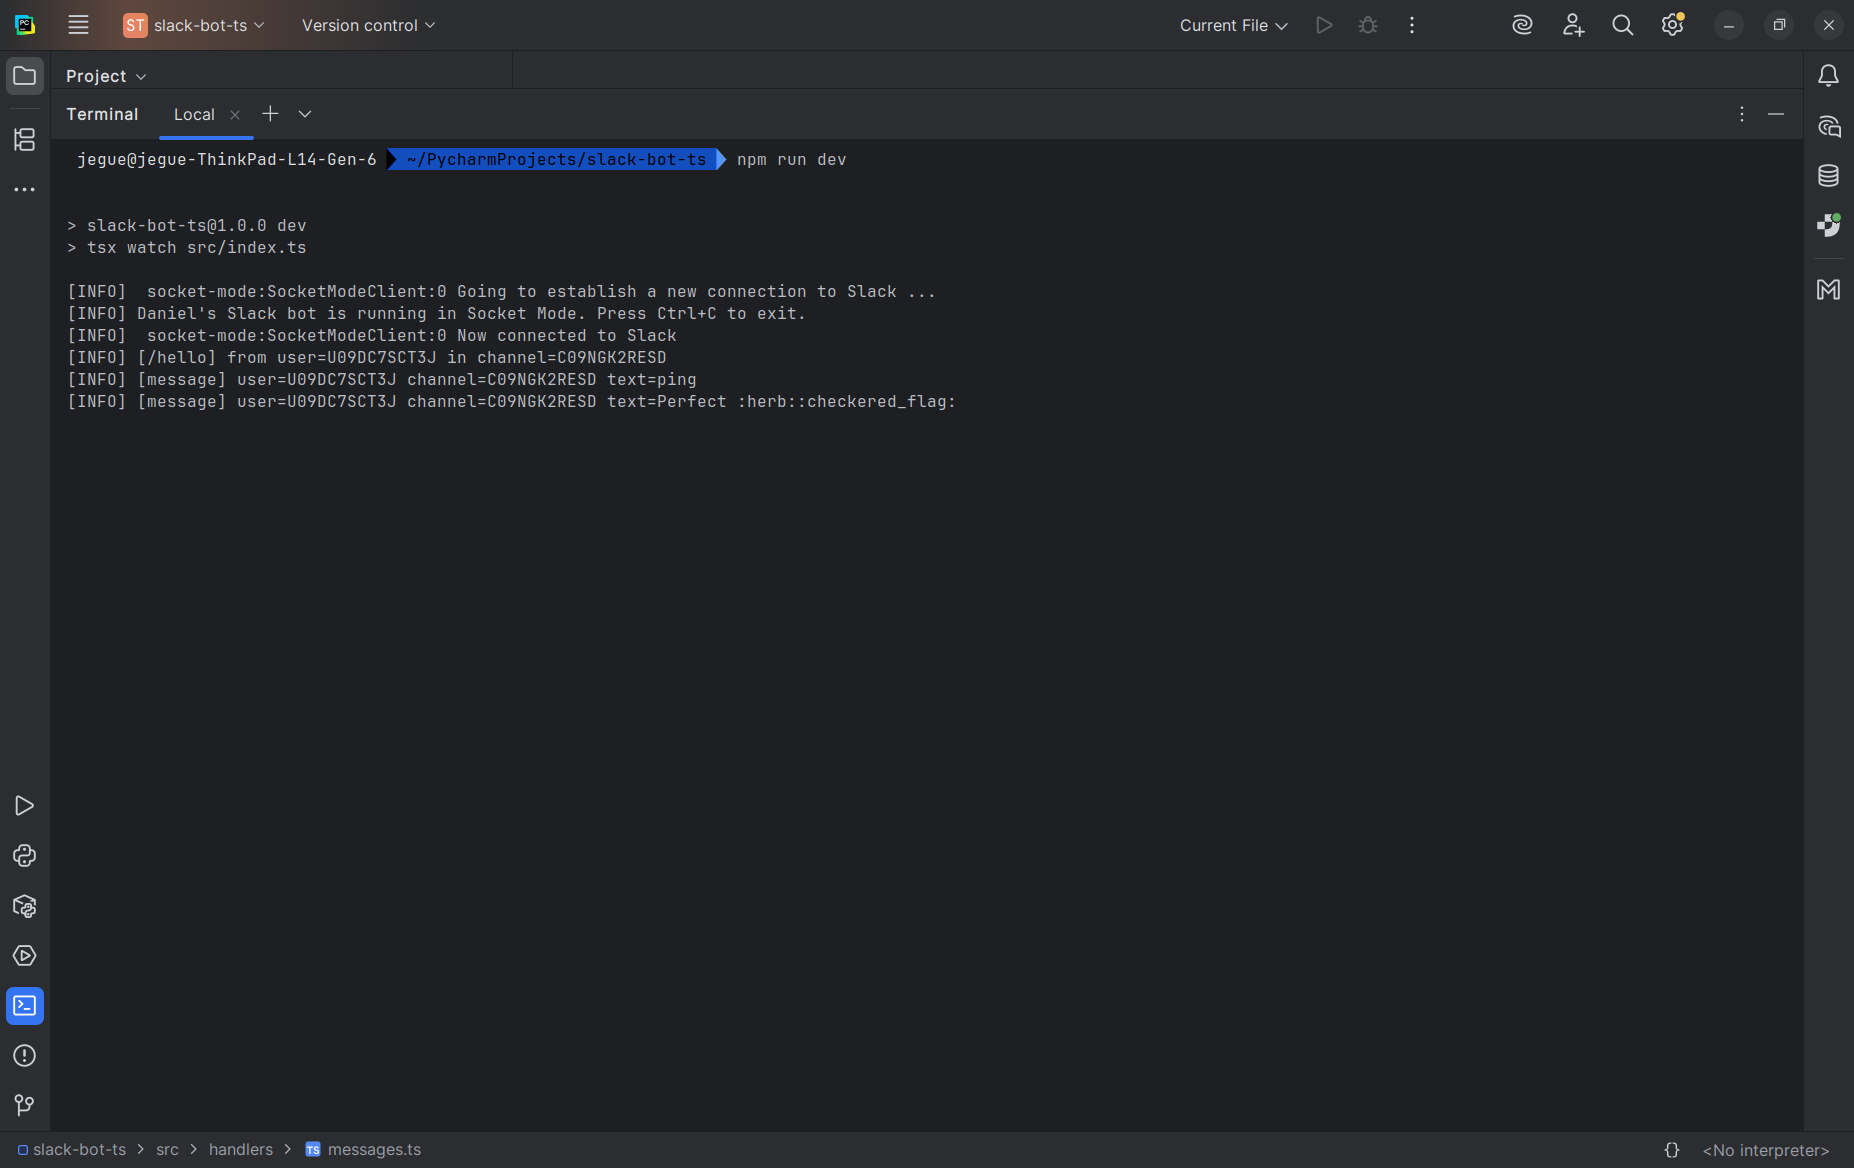 ST slack-bot-ts Version control Current File
Project
Terminal Local
jegue@jegue-ThinkPad-L14-Gen-6 ~/PycharmProjects/slack-bot-ts npm run dev
> slack-bot-ts@1.0.0 dev
> tsx watch src/index.ts
[INFO]  socket-mode:SocketModeClient:0 Going to establish a new connection to Slack ...
[INFO] Daniel's Slack bot is running in Socket Mode. Press Ctrl+C to exit.
[INFO]  socket-mode:SocketModeClient:0 Now connected to Slack
[INFO] [/hello] from user=U09DC7SCT3J in channel=C09NGK2RESD
[INFO] [message] user=U09DC7SCT3J channel=C09NGK2RESD text=ping
[INFO] [message] user=U09DC7SCT3J channel=C09NGK2RESD text=Perfect :herb::checkered_flag:
slack-bot-ts > src > handlers > TS messages.ts {} <No interpreter>